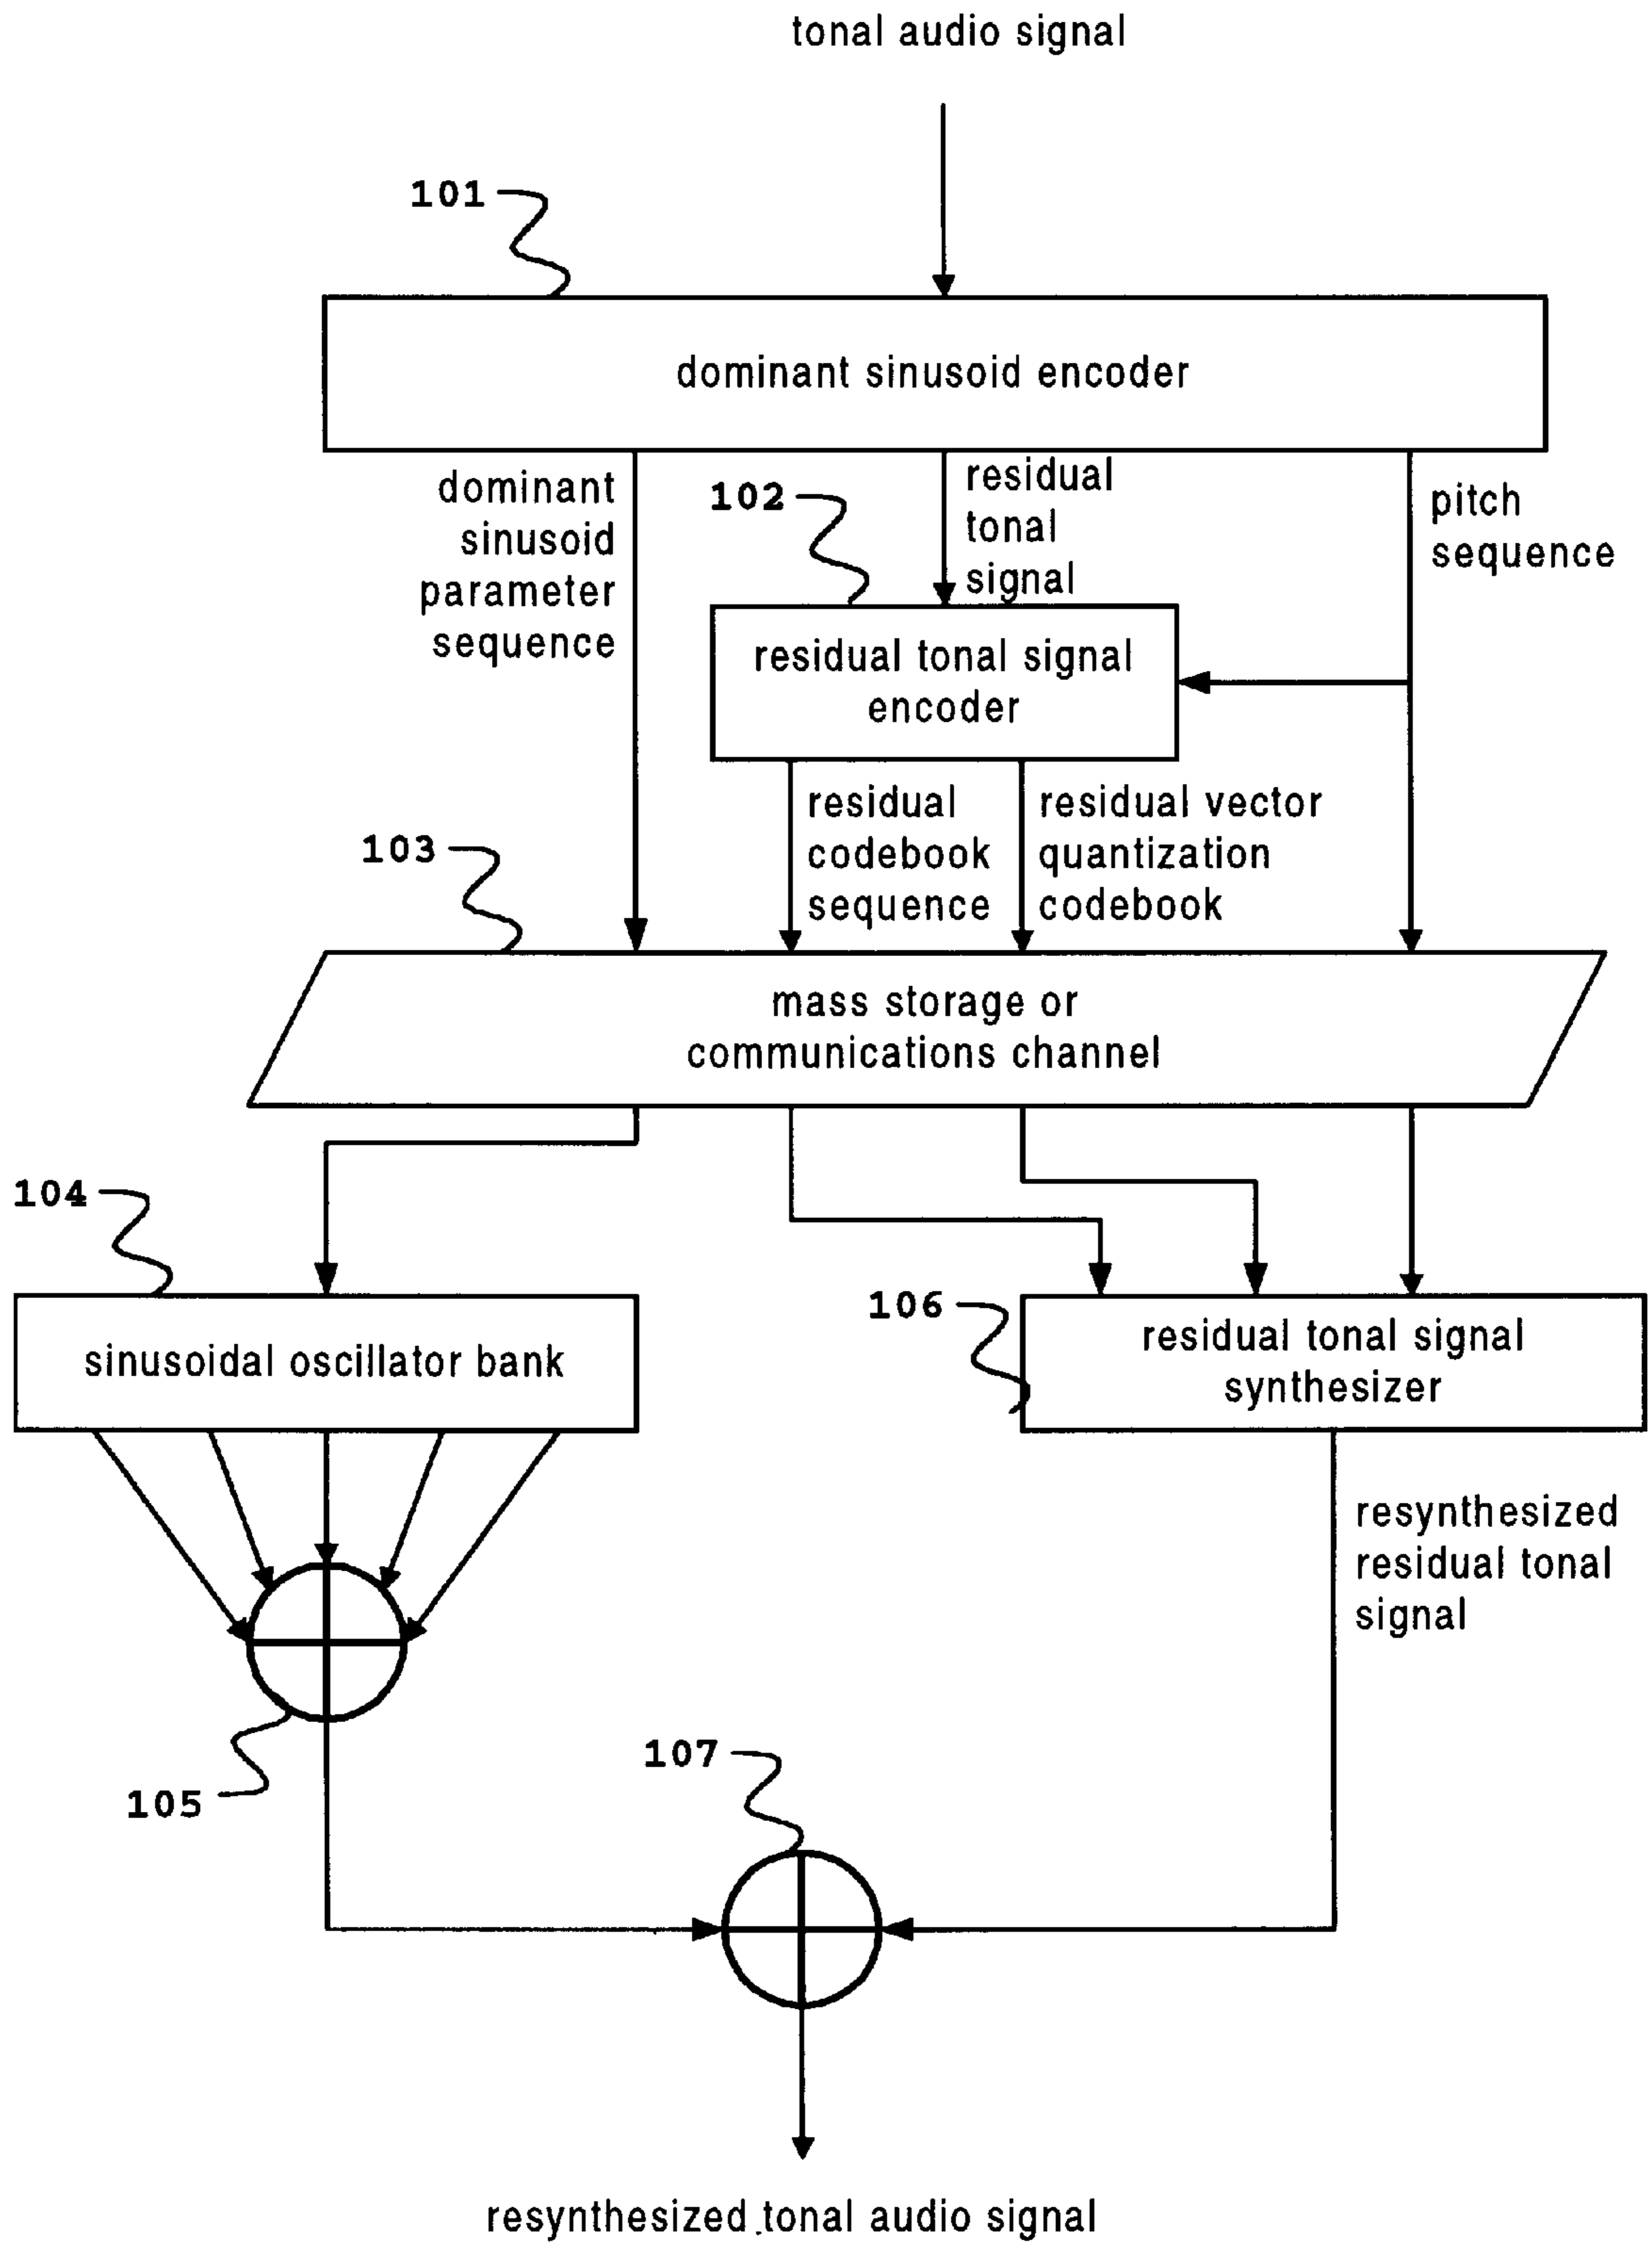 tonal audio signal
101
dominant sinusoid encoder
dominant
sinusoid
parameter
sequence
102
residual
tonal
signal
pitch
sequence
residual tonal signal
encoder
residual
codebook
sequence
residual vector
quantization
codebook
103
mass storage or
communications channel
104
sinusoidal oscillator bank
106
residual tonal signal
synthesizer
resynthesized
residual tonal
signal
105
107
resynthesized tonal audio signal